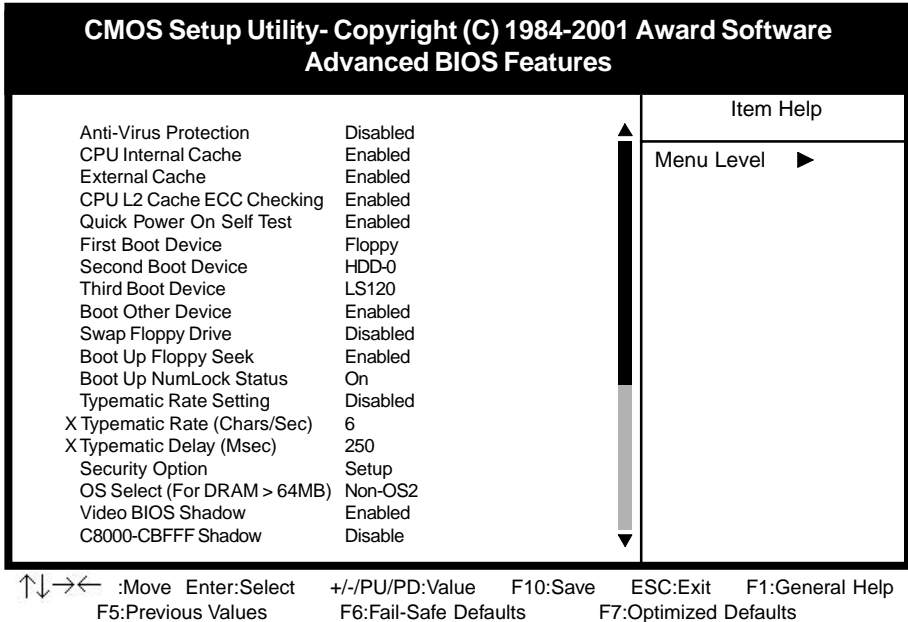 CMOS Setup Utility- Copyright (C) 1984-2001 Award Software
Advanced BIOS Features
Anti-Virus Protection Disabled
CPU Internal Cache Enabled
External Cache Enabled
CPU L2 Cache ECC Checking Enabled
Quick Power On Self Test Enabled
First Boot Device Floppy
Second Boot Device HDD-0
Third Boot Device LS120
Boot Other Device Enabled
Swap Floppy Drive Disabled
Boot Up Floppy Seek Enabled
Boot Up NumLock Status On
Typematic Rate Setting Disabled
X Typematic Rate (Chars/Sec) 6
X Typematic Delay (Msec) 250
Security Option Setup
OS Select (For DRAM > 64MB) Non-OS2
Video BIOS Shadow Enabled
C8000-CBFFF Shadow Disable
Item Help
Menu Level ▶
↑↓→← :Move Enter:Select +/-/PU/PD:Value F10:Save ESC:Exit F1:General Help
F5:Previous Values F6:Fail-Safe Defaults F7:Optimized Defaults